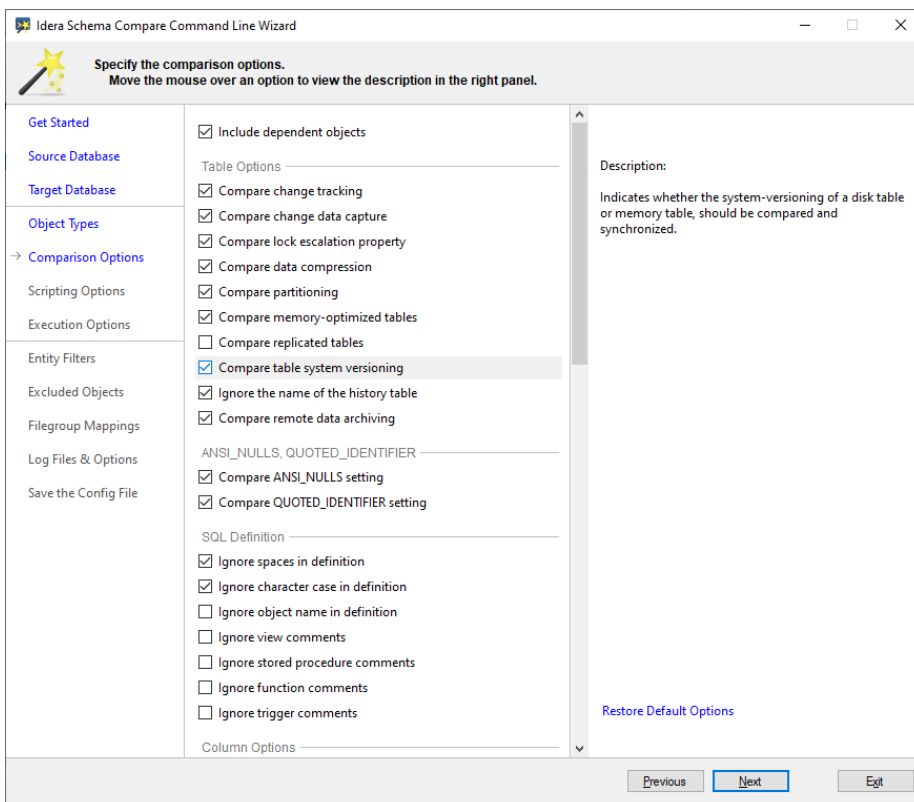 Idera Schema Compare Command Line Wizard
Specify the comparison options.
Move the mouse over an option to view the description in the right panel.
Get Started
Source Database
Target Database
Object Types
Comparison Options
Scripting Options
Execution Options
Entity Filters
Excluded Objects
Filegroup Mappings
Log Files & Options
Save the Config File
Include dependent objects
Table Options
Compare change tracking
Compare change data capture
Compare lock escalation property
Compare data compression
Compare partitioning
Compare memory-optimized tables
Compare replicated tables
Compare table system versioning
Ignore the name of the history table
Compare remote data archiving
ANSI_NULLS, QUOTED_IDENTIFIER
Compare ANSI_NULLS setting
Compare QUOTED_IDENTIFIER setting
SQL Definition
Ignore spaces in definition
Ignore character case in definition
Ignore object name in definition
Ignore view comments
Ignore stored procedure comments
Ignore function comments
Ignore trigger comments
Column Options
Description:
Indicates whether the system-versioning of a disk table
or memory table, should be compared and
synchronized.
Restore Default Options
Previous
Next
Exit